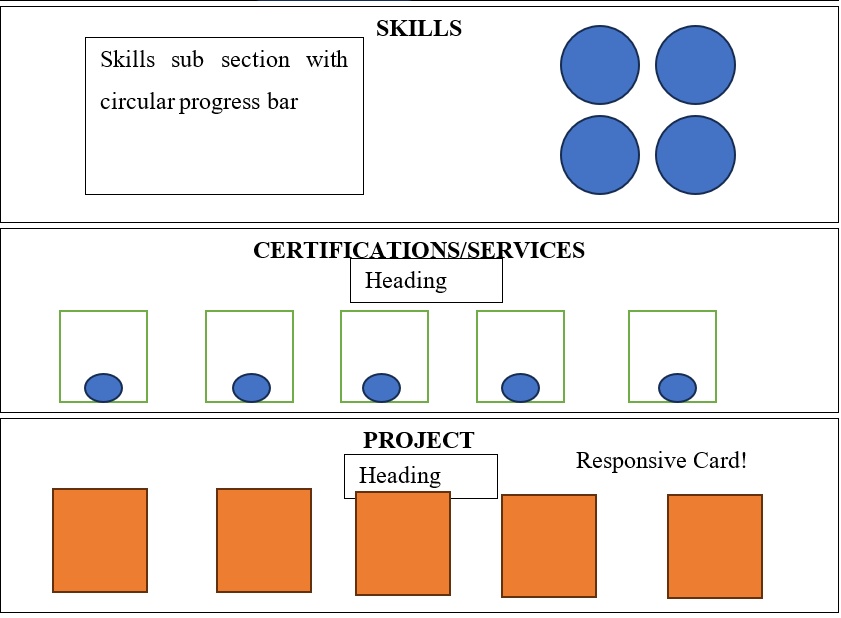 SKILLS
Skills sub section with
circular progress bar
CERTIFICATIONS/SERVICES
Heading
PROJECT
Heading
Responsive Card!